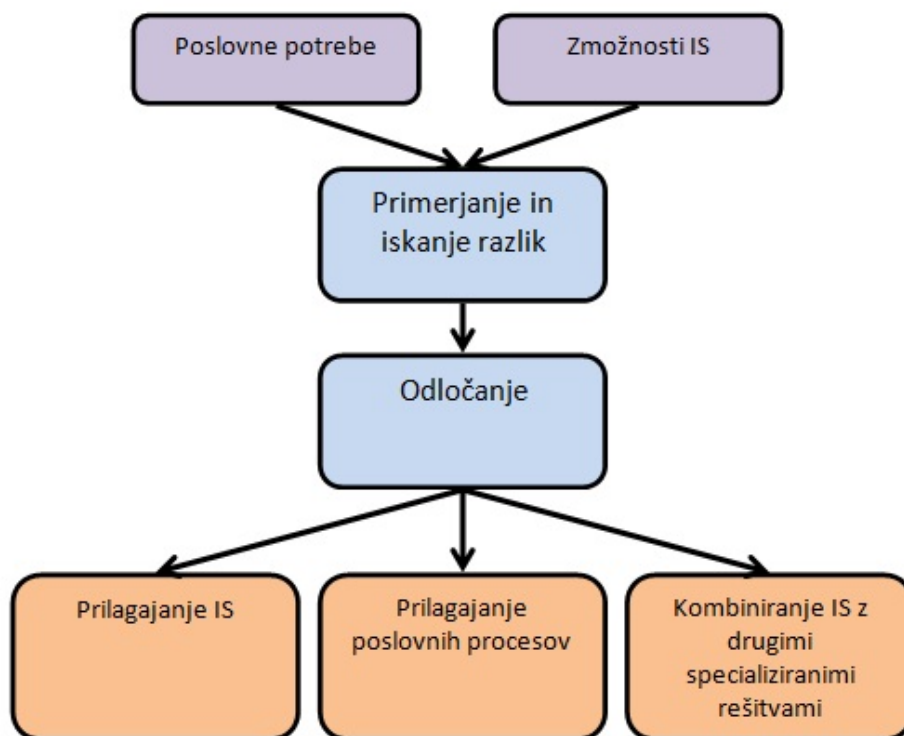 Poslovne potrebe
Zmožnosti IS
Primerjanje in
iskanje razlik
Odločanje
Prilagajanje IS
Prilagajanje
poslovnih procesov
Kombiniranje IS z
drugimi
specializiranimi
rešitvami